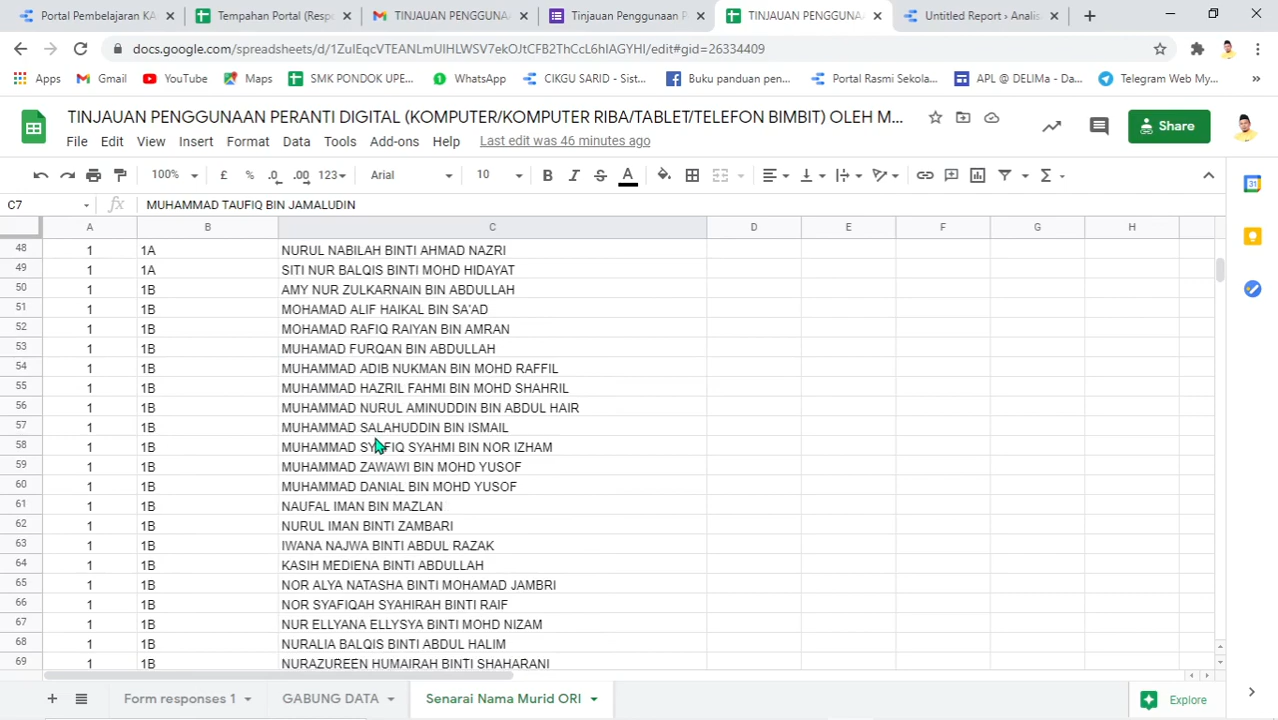 Portal Pembelajaran KA
Tempahan Portal (Respo
TINJAUAN PENGGUNA
Tinjauan Penggunaan P
TINJAUAN PENGGUNA
Untitled Report › Analis
docs.google.com/spreadsheets/d/1ZuIEqcVTEANLmUlHLWSV7ekOJtCFB2ThCcL6hlAGYHI/edit#gid=26334409
Apps
Gmail
YouTube
Maps
SMK PONDOK UPE...
WhatsApp
CIKGU SARID - Sist...
Buku panduan pen...
Portal Rasmi Sekola...
APL @ DELIMa - Da...
Telegram Web My...
TINJAUAN PENGGUNAAN PERANTI DIGITAL (KOMPUTER/KOMPUTER RIBA/TABLET/TELEFON BIMBIT) OLEH M...
Share
File Edit View Insert Format Data Tools Add-ons Help Last edit was 46 minutes ago
100% £ % .0 .00 123 Arial 10 B I S A
C7 fx MUHAMMAD TAUFIQ BIN JAMALUDIN
A B C D E F G H
48 1 1A NURUL NABILAH BINTI AHMAD NAZRI
49 1 1A SITI NUR BALQIS BINTI MOHD HIDAYAT
50 1 1B AMY NUR ZULKARNAIN BIN ABDULLAH
51 1 1B MOHAMAD ALIF HAIKAL BIN SA'AD
52 1 1B MOHAMAD RAFIQ RAIYAN BIN AMRAN
53 1 1B MUHAMAD FURQAN BIN ABDULLAH
54 1 1B MUHAMMAD ADIB NUKMAN BIN MOHD RAFFIL
55 1 1B MUHAMMAD HAZRIL FAHMI BIN MOHD SHAHRIL
56 1 1B MUHAMMAD NURUL AMINUDDIN BIN ABDUL HAIR
57 1 1B MUHAMMAD SALAHUDDIN BIN ISMAIL
58 1 1B MUHAMMAD SYAFIQ SYAHMI BIN NOR IZHAM
59 1 1B MUHAMMAD ZAWAWI BIN MOHD YUSOF
60 1 1B MUHAMMAD DANIAL BIN MOHD YUSOF
61 1 1B NAUFAL IMAN BIN MAZLAN
62 1 1B NURUL IMAN BINTI ZAMBARI
63 1 1B IWANA NAJWA BINTI ABDUL RAZAK
64 1 1B KASIH MEDIENA BINTI ABDULLAH
65 1 1B NOR ALYA NATASHA BINTI MOHAMAD JAMBRI
66 1 1B NOR SYAFIQAH SYAHIRAH BINTI RAIF
67 1 1B NUR ELLYANA ELLYSYA BINTI MOHD NIZAM
68 1 1B NURALIA BALQIS BINTI ABDUL HALIM
69 1 1B NURAZUREEN HUMAIRAH BINTI SHAHARANI
Form responses 1
GABUNG DATA
Senarai Nama Murid ORI
Explore